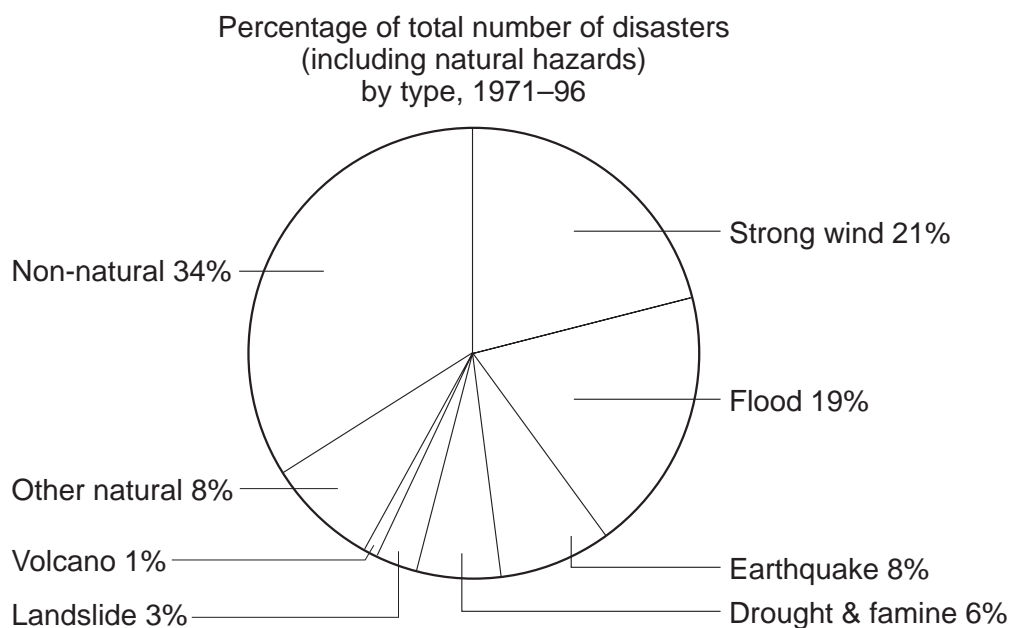 Percentage of total number of disasters
(including natural hazards)
by type, 1971–96
Strong wind 21%
Non-natural 34%
Flood 19%
Other natural 8%
Volcano 1%
Earthquake 8%
Landslide 3%
Drought & famine 6%